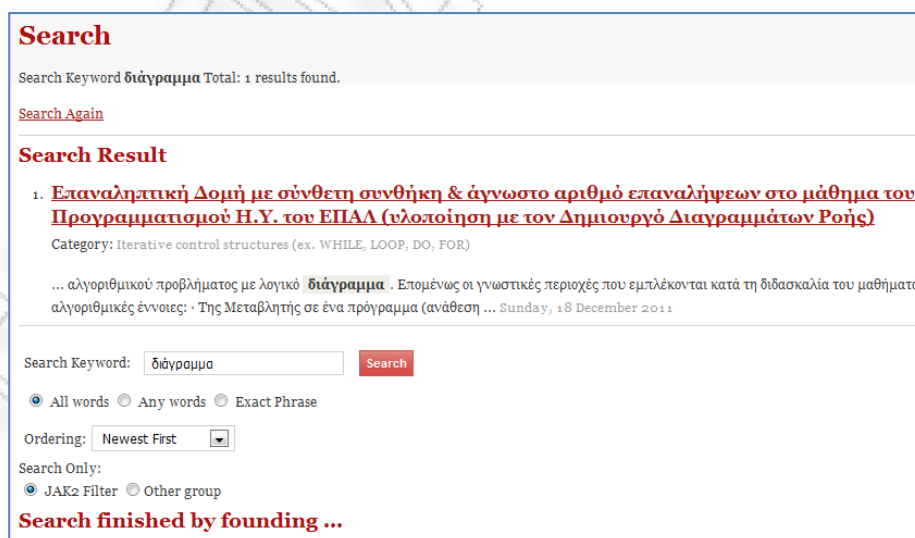 Search
Search Keyword διάγραμμα Total: 1 results found.
Search Again
Search Result
1. Επαναληπτική Δομή με σύνθετη συνθήκη & άγνωστο αριθμό επαναλήψεων στο μάθημα του
Προγραμματισμού Η.Υ. του ΕΠΑΛ (υλοποίηση με τον Δημιουργό Διαγραμμάτων Ροής)
Category: Iterative control structures (ex. WHILE, LOOP, DO, FOR)
... αλγοριθμικού προβλήματος με λογικό διάγραμμα . Επομένως οι γνωστικές περιοχές που εμπλέκονται κατά τη διδασκαλία του
αλγοριθμικές έννοιες: · Της Μεταβλητής σε ένα πρόγραμμα (ανάθεση ... Sunday, 18 December 2011
Search Keyword: διάγραμμα Search
All words Any words Exact Phrase
Ordering: Newest First
Search Only:
JAK2 Filter Other group
Search finished by founding ...